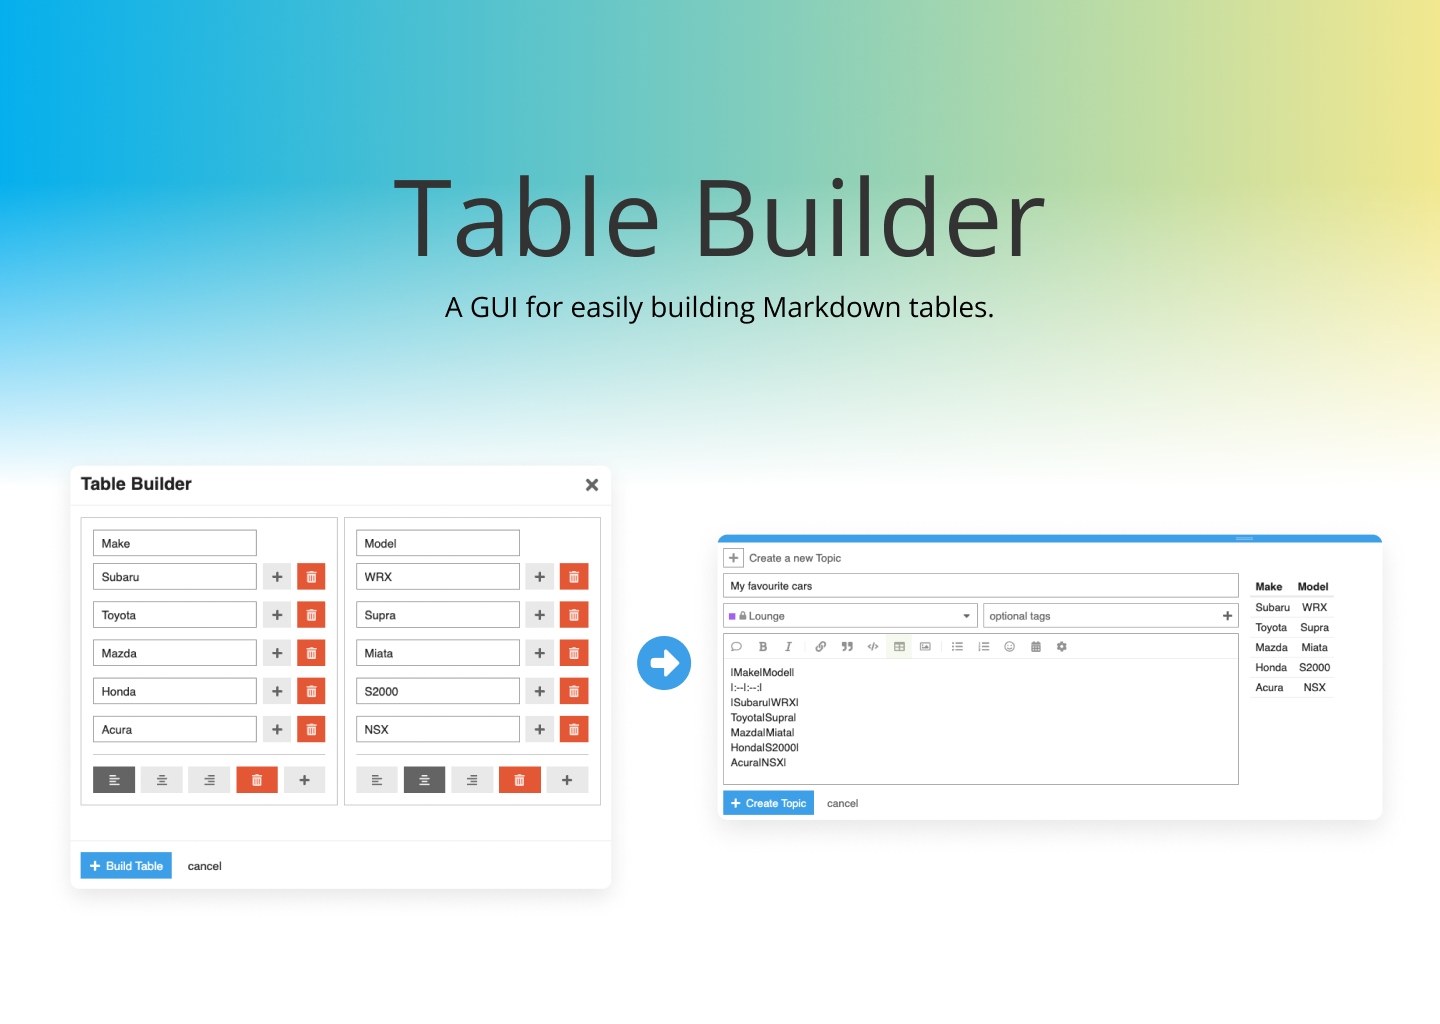 Table Builder
A GUI for easily building Markdown tables.
Table Builder
Make
Subaru
Toyota
Mazda
Honda
Acura
Model
WRX
Supra
Miata
S2000
NSX
Build Table cancel
Create a new Topic
My favourite cars
Lounge optional tags
B I
|Make|Model|
|:--|:--:|
|Subaru|WRX|
Toyota|Supra|
Mazda|Miata|
Honda|S2000|
Acura|NSX|
Create Topic cancel
Make Model
Subaru WRX
Toyota Supra
Mazda Miata
Honda S2000
Acura NSX